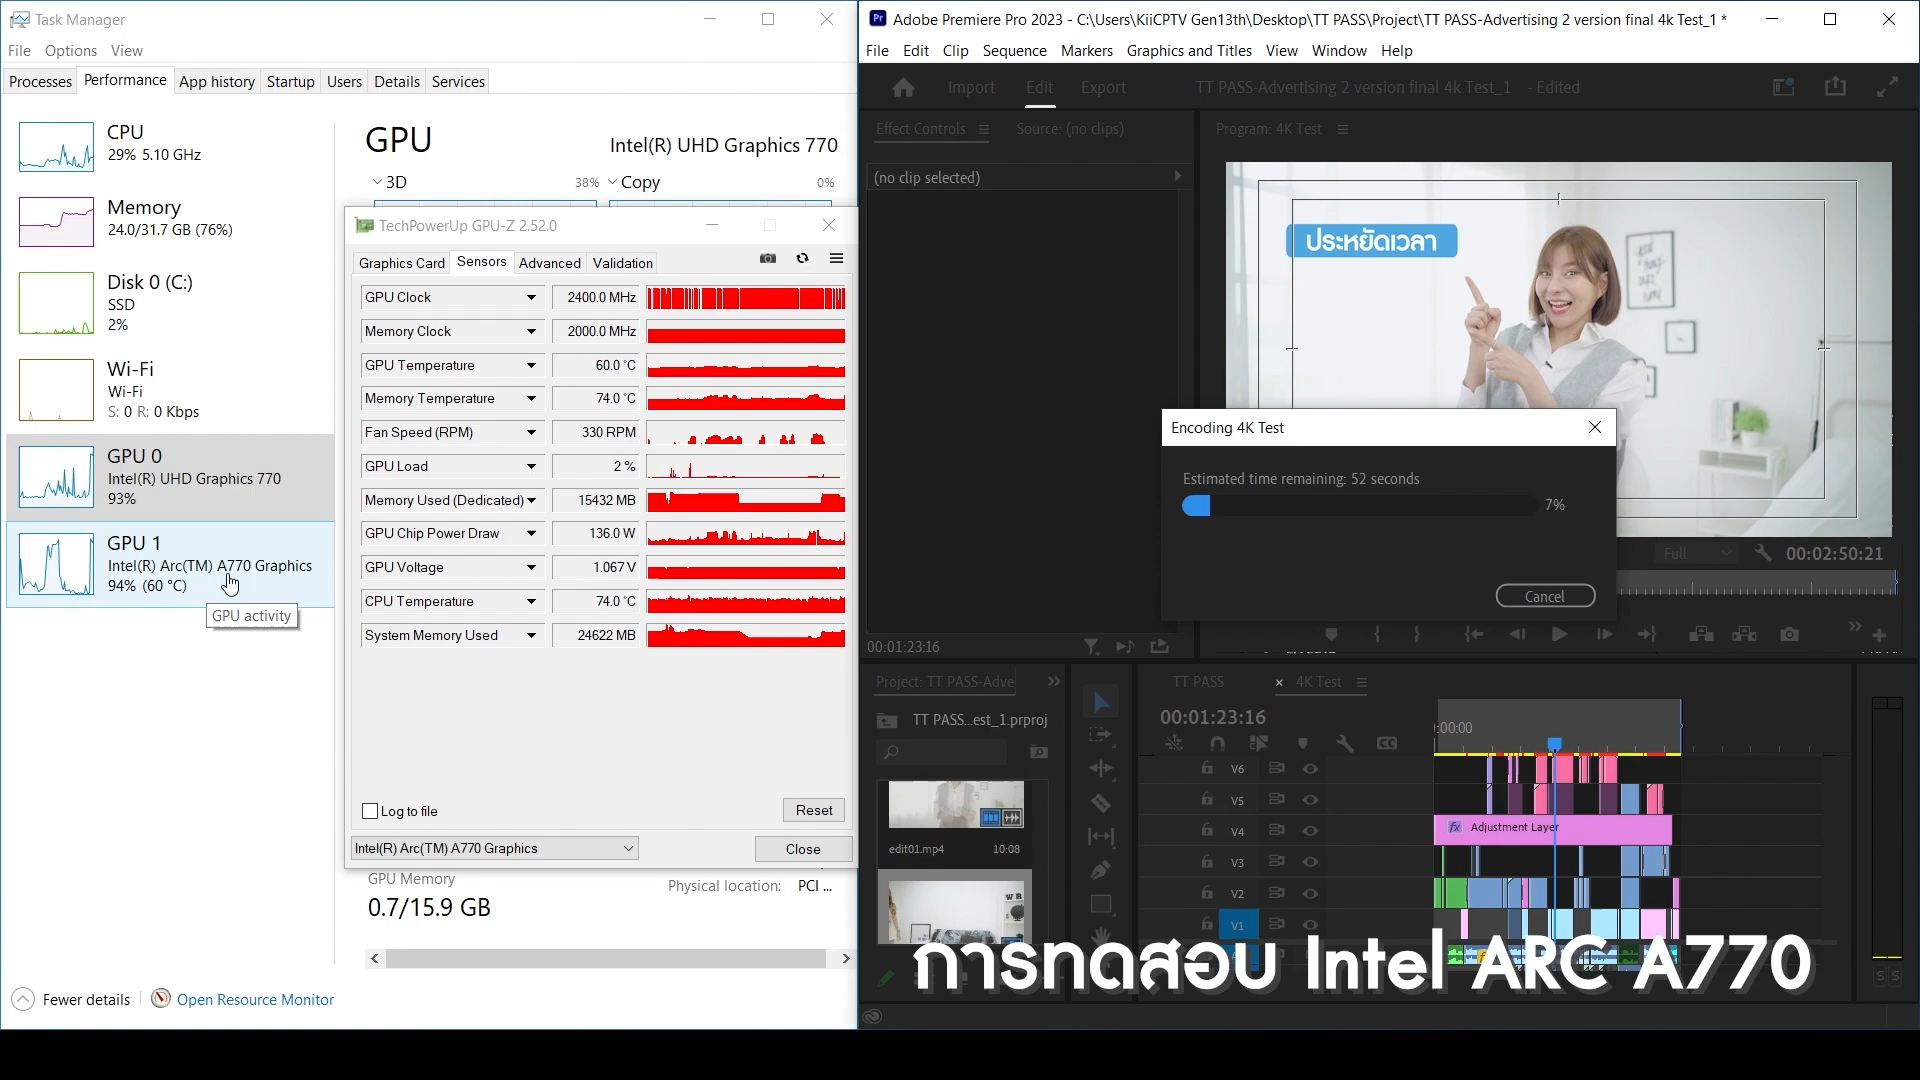 Task Manager
File Options View
Processes Performance App history Startup Users Details Services
CPU
29% 5.10 GHz
Memory
24.0/31.7 GB (76%)
Disk 0 (C:)
SSD
2%
Wi-Fi
Wi-Fi
S: 0 R: 0 Kbps
GPU 0
Intel(R) UHD Graphics 770
93%
GPU 1
Intel(R) Arc(TM) A770 Graphics
94% (60 °C)
GPU activity
Fewer details
Open Resource Monitor
GPU
Intel(R) UHD Graphics 770
3D 38%
Copy 0%
TechPowerUp GPU-Z 2.52.0
Graphics Card Sensors Advanced Validation
GPU Clock 2400.0 MHz
Memory Clock 2000.0 MHz
GPU Temperature 60.0 °C
Memory Temperature 74.0 °C
Fan Speed (RPM) 330 RPM
GPU Load 2 %
Memory Used (Dedicated) 15432 MB
GPU Chip Power Draw 136.0 W
GPU Voltage 1.067 V
CPU Temperature 74.0 °C
System Memory Used 24622 MB
Log to file
Reset
Intel(R) Arc(TM) A770 Graphics
Close
GPU Memory
0.7/15.9 GB
Physical location: PCI ...
Pr Adobe Premiere Pro 2023 - C:\Users\KiiCPTV Gen13th\Desktop\TT PASS\Project\TT PASS-Advertising 2 version final 4k Test_1 *
File Edit Clip Sequence Markers Graphics and Titles View Window Help
Import Edit Export
TT PASS-Advertising 2 version final 4k Test_1 - Edited
Effect Controls
Source: (no clips)
(no clip selected)
00:01:23:16
Program: 4K Test
ประหยัดเวลา
Encoding 4K Test
Estimated time remaining: 52 seconds
7%
Cancel
Full
00:02:50:21
Project: TT PASS-Adve
TT PASS...est_1.prproj
edit01.mp4 10:08
TT PASS
× 4K Test
00:01:23:16
:00:00
V6
V5
V4
Adjustment Layer
V3
V2
V1
S S
การทดสอบ Intel ARC A770